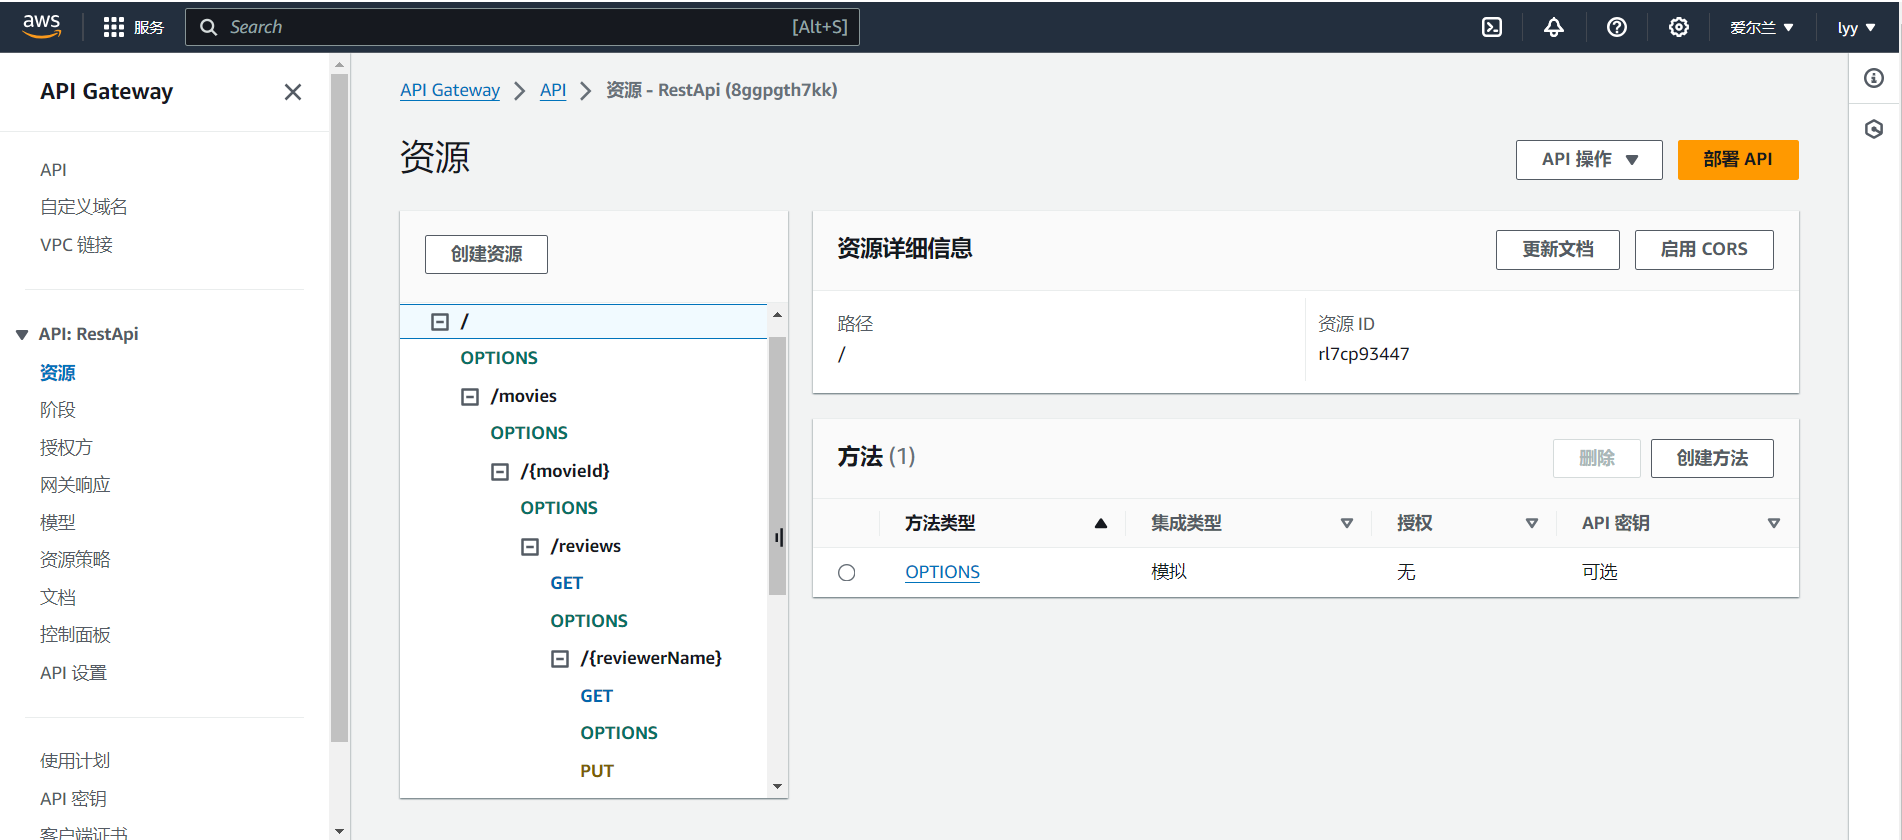 aws 服务 Search [Alt+S] 爱尔兰 lyy
API Gateway
API
自定义域名
VPC 链接
API: RestApi
资源
阶段
授权方
网关响应
模型
资源策略
文档
控制面板
API 设置
使用计划
API 密钥
客户端证书
API Gateway API 资源 - RestApi (8ggpgth7kk)
资源
API 操作 部署 API
创建资源
/
OPTIONS
/movies
OPTIONS
/{movieId}
OPTIONS
/reviews
GET
OPTIONS
/{reviewerName}
GET
OPTIONS
PUT
资源详细信息 更新文档 启用 CORS
路径 资源 ID
/ rl7cp93447
方法 (1) 删除 创建方法
方法类型 集成类型 授权 API 密钥
OPTIONS 模拟 无 可选